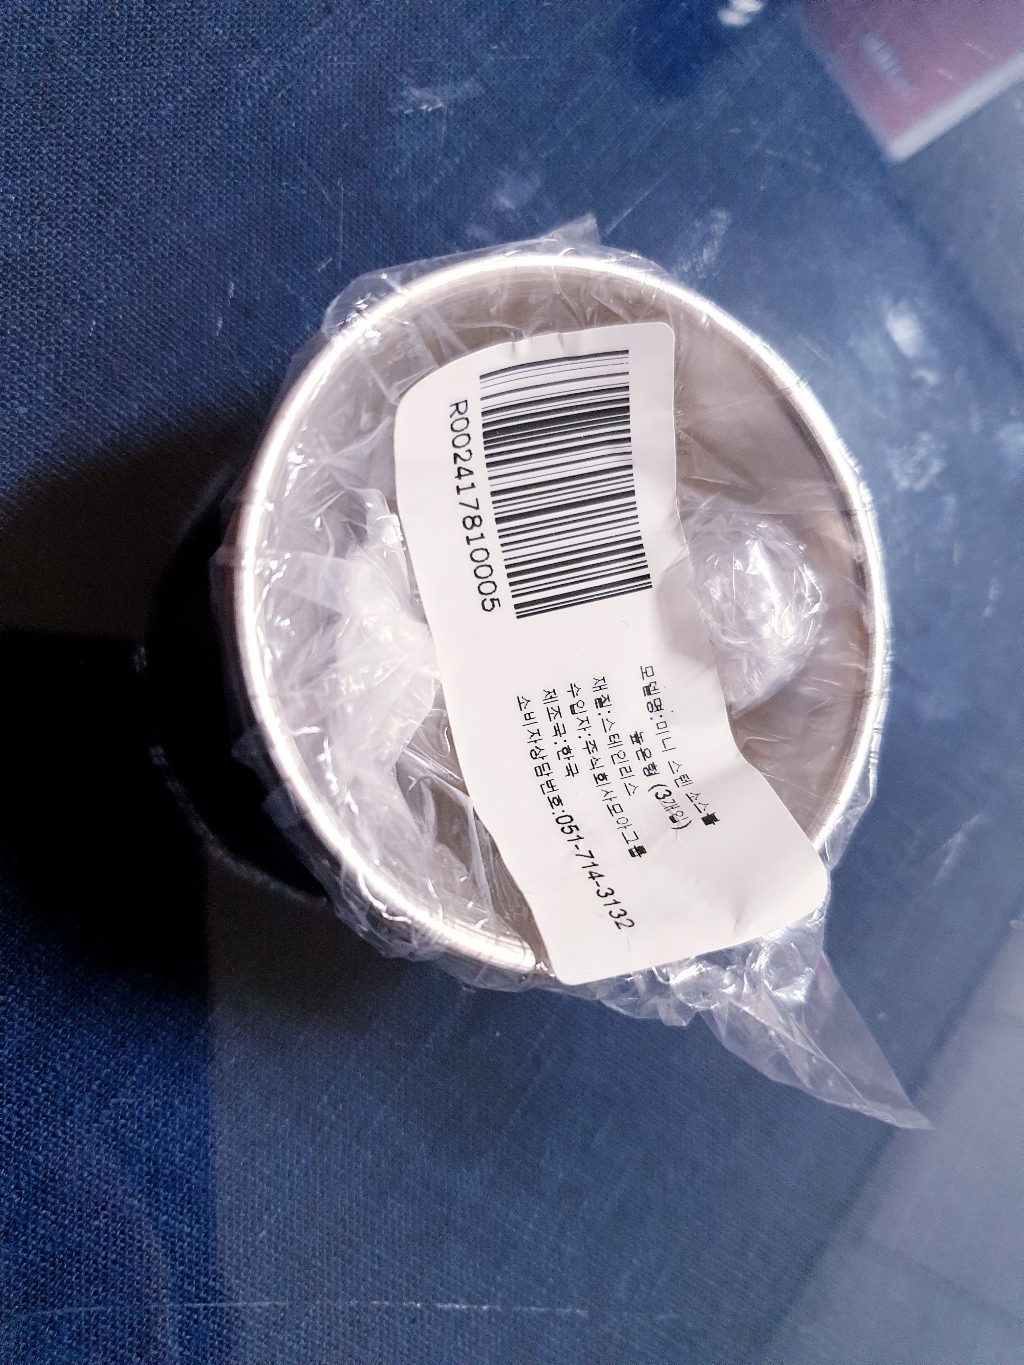 R002417810005
모델명:미니 스텐 소스볼
높은형 (3개입)
재질:스테인리스
수입자:주식회사모아그룹
제조국:한국
소비자상담번호:051-714-3132